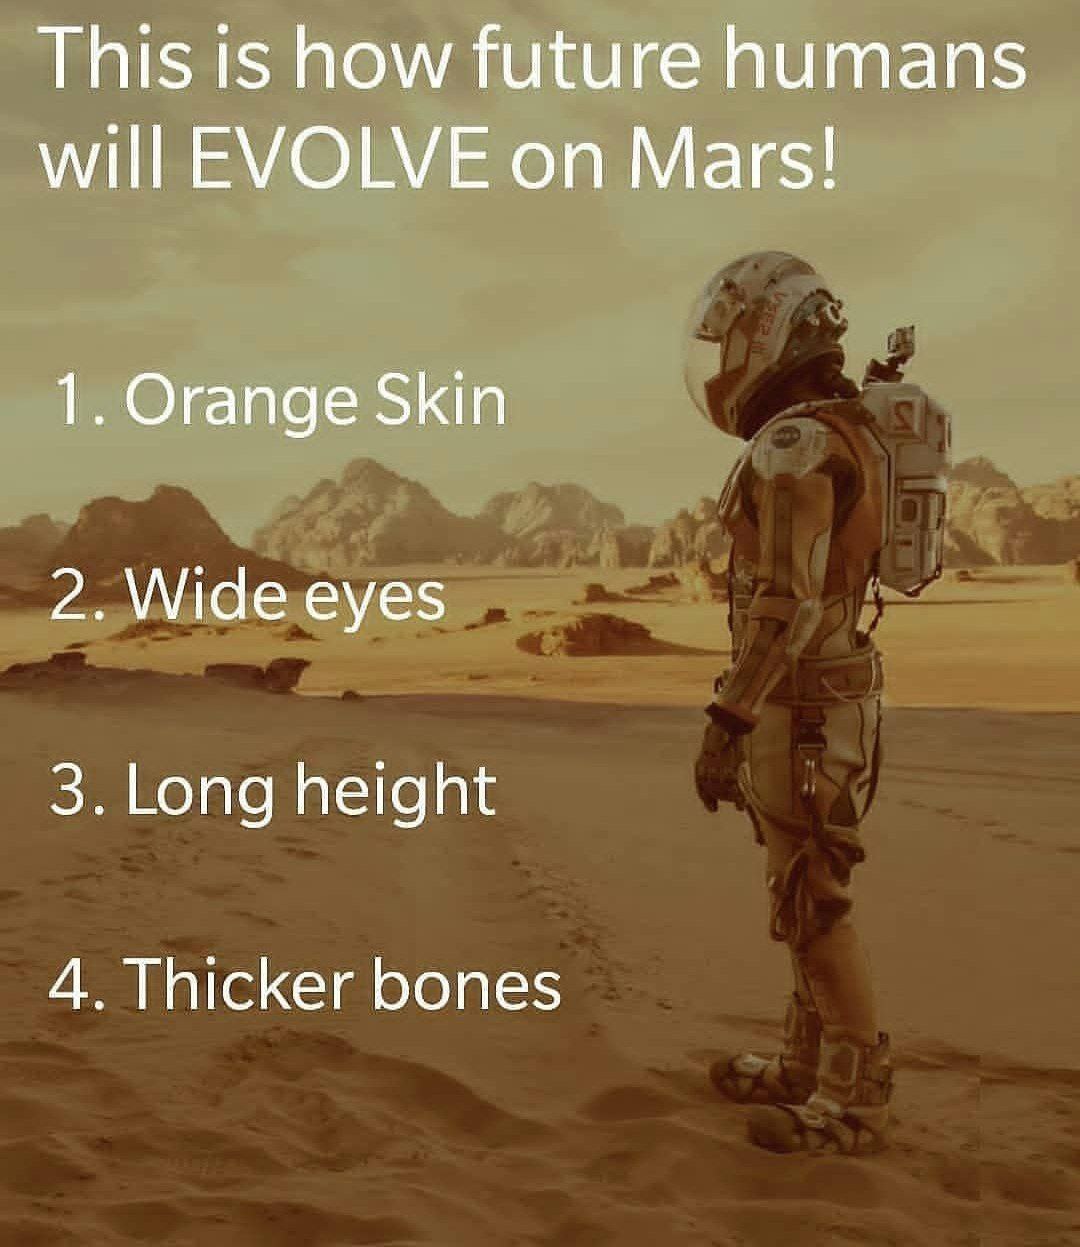 This is how future humans
will EVOLVE on Mars!
1. Orange Skin
2. Wide eyes
3. Long height
4. Thicker bones